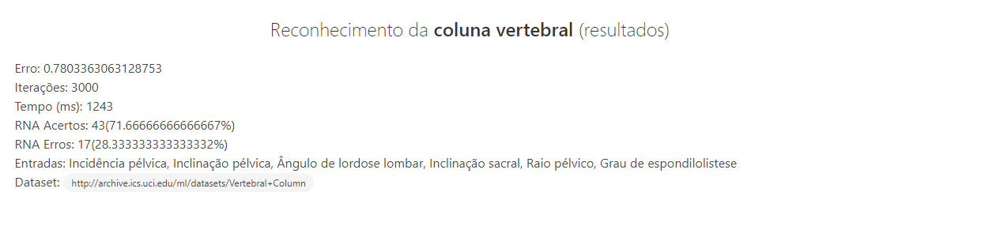 Reconhecimento da coluna vertebral (resultados)
Erro: 0.7803363063128753
Iterações: 3000
Tempo (ms): 1243
RNA Acertos: 43(71.66666666666667%)
RNA Erros: 17(28.333333333333332%)
Entradas: Incidência pélvica, Inclinação pélvica, Ângulo de lordose lombar, Inclinação sacral, Raio pélvico, Grau de espondilolistese
Dataset: http://archive.ics.uci.edu/ml/datasets/Vertebral+Column